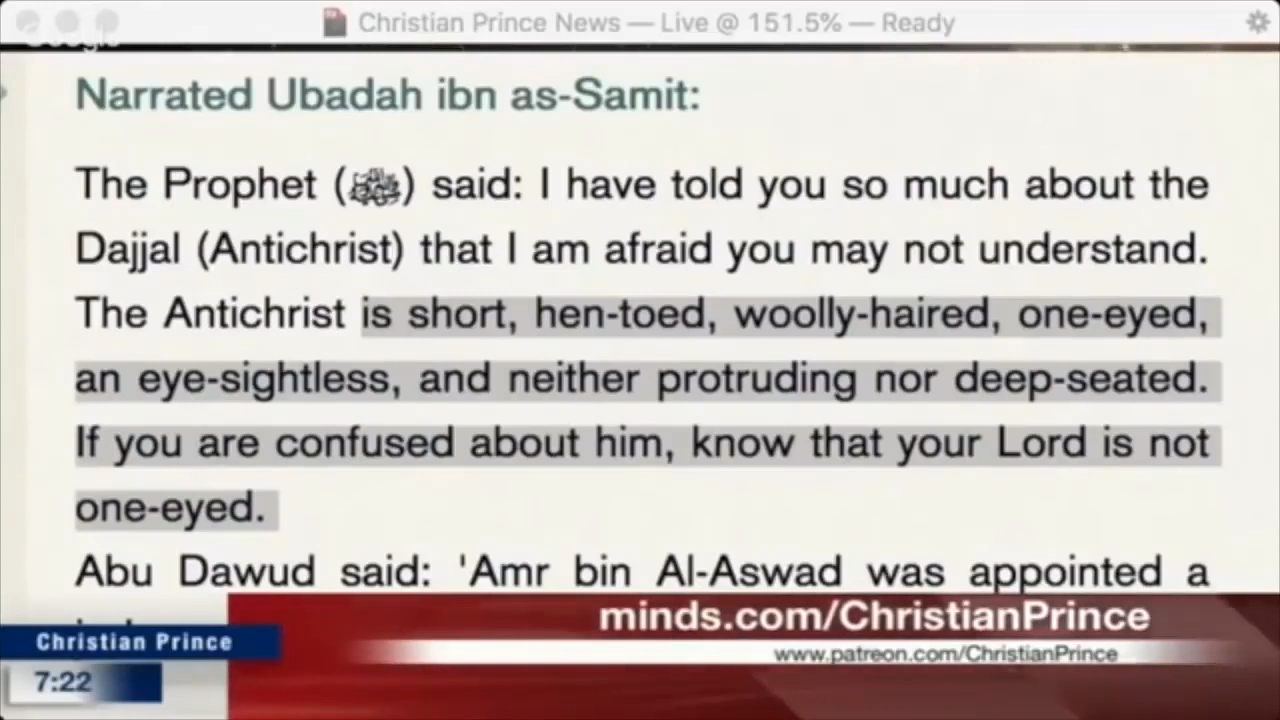 Christian Prince News — Live @ 151.5% — Ready
Google
Narrated Ubadah ibn as-Samit:
The Prophet (ﷺ) said: I have told you so much about the
Dajjal (Antichrist) that I am afraid you may not understand.
The Antichrist is short, hen-toed, woolly-haired, one-eyed,
an eye-sightless, and neither protruding nor deep-seated.
If you are confused about him, know that your Lord is not
one-eyed.
Abu Dawud said: 'Amr bin Al-Aswad was appointed a
minds.com/ChristianPrince
Christian Prince
www.patreon.com/ChristianPrince
7:22